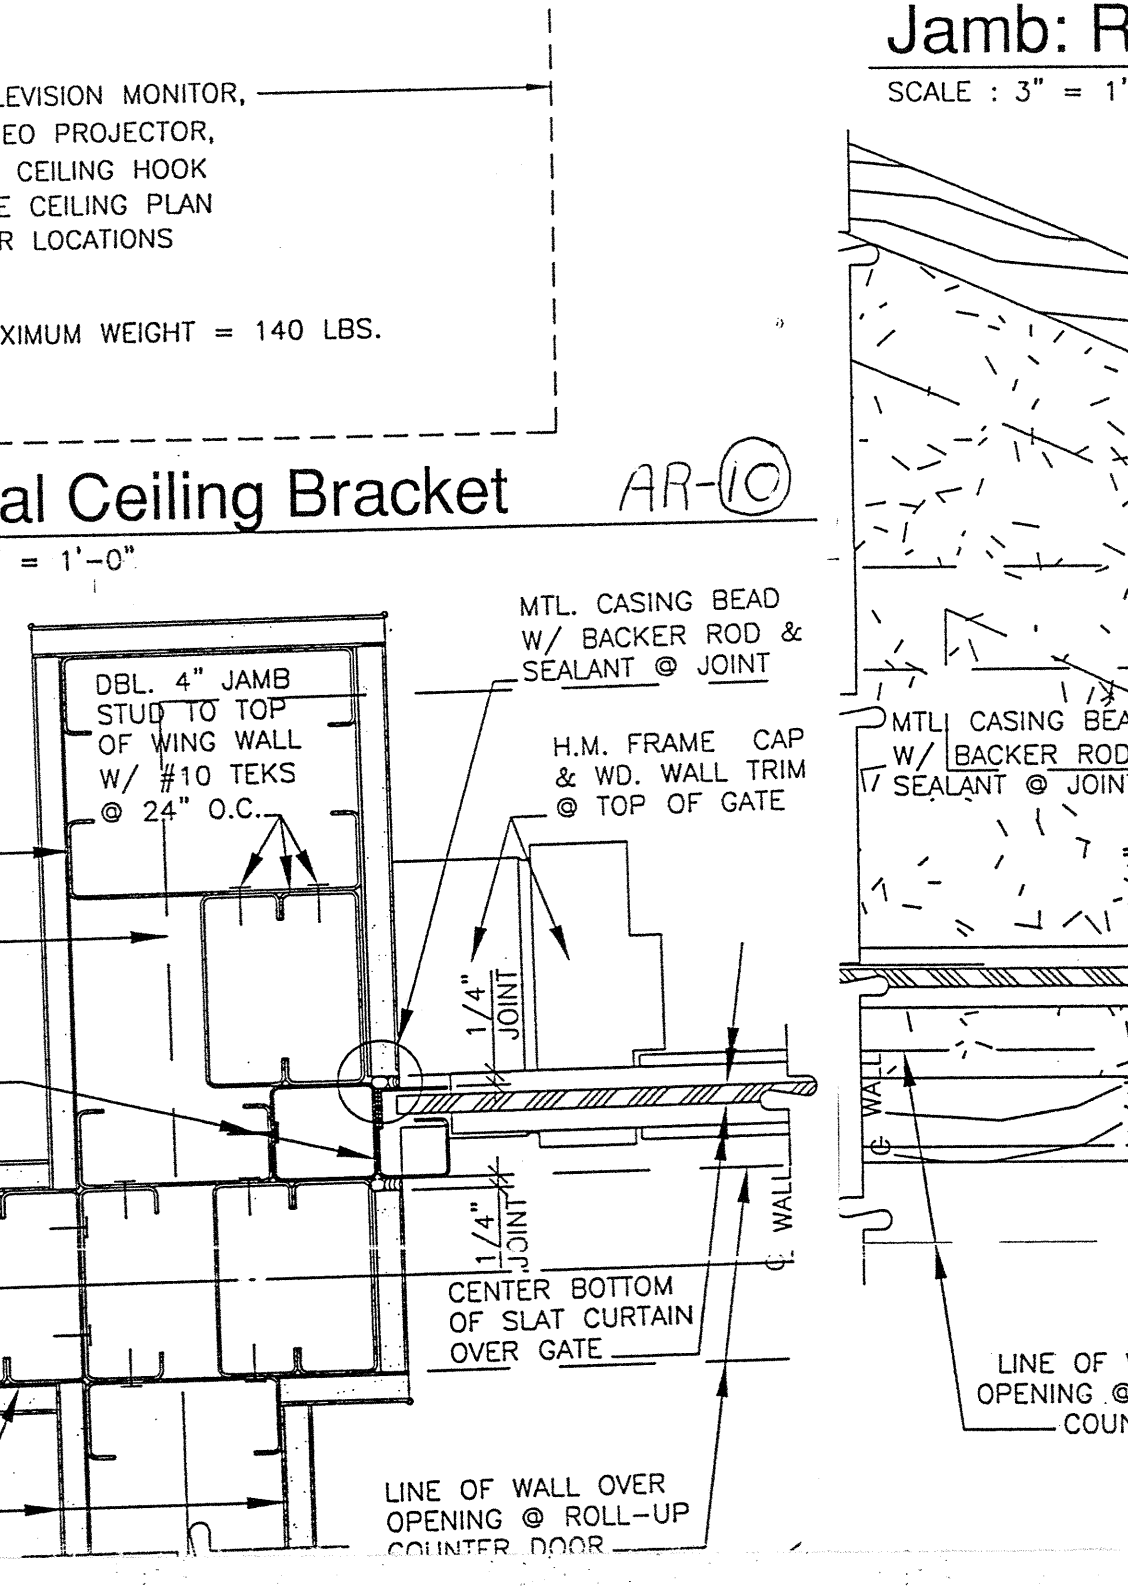 LEVISION MONITOR,
EO PROJECTOR,
CEILING HOOK
E CEILING PLAN
R LOCATIONS
XIMUM WEIGHT = 140 LBS.
al Ceiling Bracket
AR-10
= 1'-0"
Jamb: R
SCALE : 3" = 1'
DBL. 4" JAMB
STUD TO TOP
OF WING WALL
W/ #10 TEKS
@ 24" O.C.
MTL. CASING BEAD
W/ BACKER ROD &
SEALANT @ JOINT
H.M. FRAME CAP
& WD. WALL TRIM
@ TOP OF GATE
1/4"
JOINT
1/4"
JOINT
℄ WALL
CENTER BOTTOM
OF SLAT CURTAIN
OVER GATE
LINE OF WALL OVER
OPENING @ ROLL-UP
COUNTER DOOR
MTL. CASING BEA
W/ BACKER ROD
SEALANT @ JOINT
℄ WALL
LINE OF
OPENING @
COUN